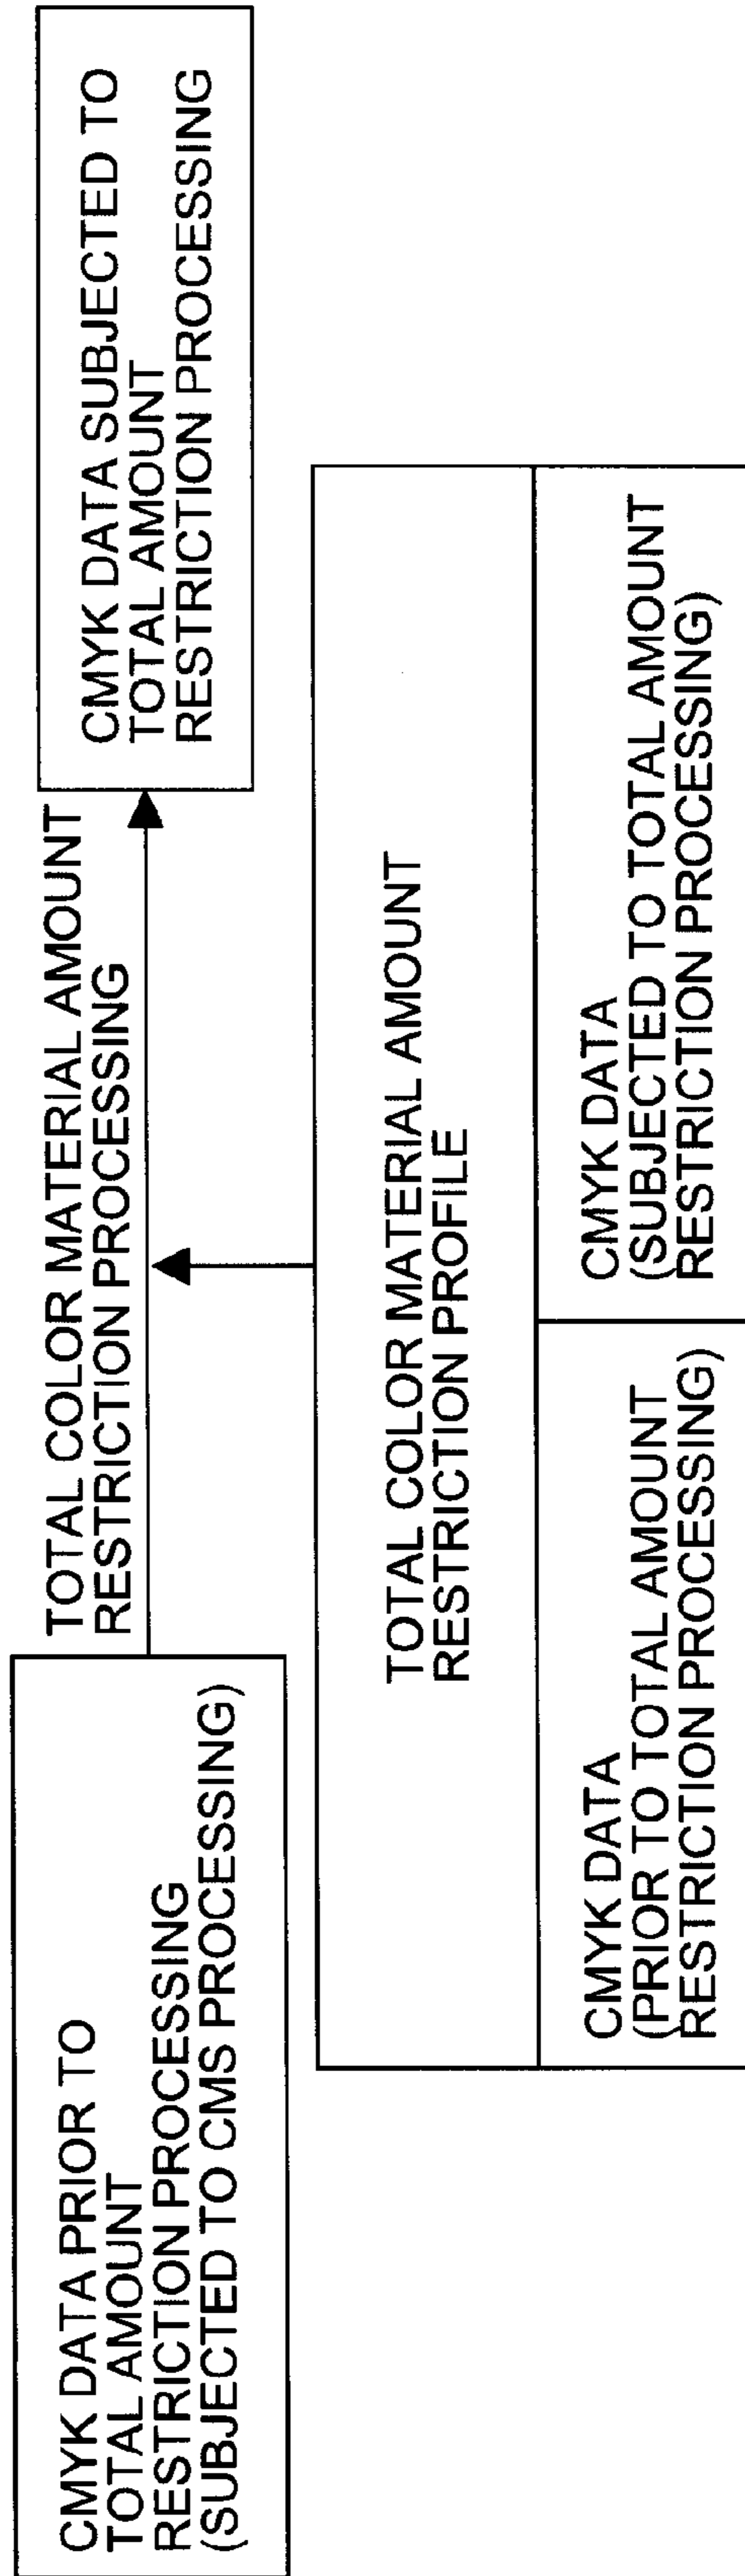 CMYK DATA PRIOR TO
TOTAL AMOUNT
RESTRICTION PROCESSING
(SUBJECTED TO CMS PROCESSING)
TOTAL COLOR MATERIAL AMOUNT
RESTRICTION PROCESSING
CMYK DATA SUBJECTED TO
TOTAL AMOUNT
RESTRICTION PROCESSING
TOTAL COLOR MATERIAL AMOUNT
RESTRICTION PROFILE
CMYK DATA
(PRIOR TO TOTAL AMOUNT
RESTRICTION PROCESSING)
CMYK DATA
(SUBJECTED TO TOTAL AMOUNT
RESTRICTION PROCESSING)